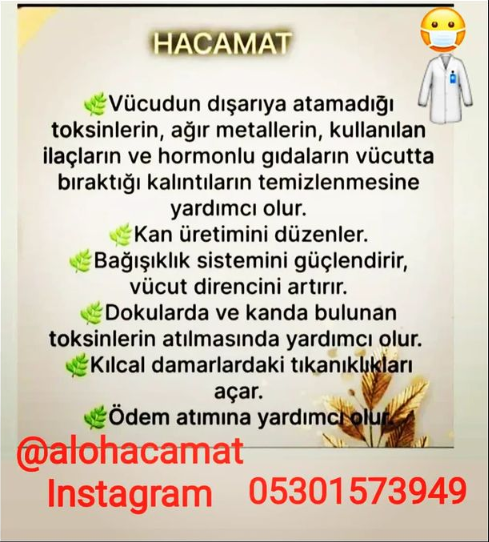 HACAMAT
🌿Vücudun dışarıya atamadığı
toksinlerin, ağır metallerin, kullanılan
ilaçların ve hormonlu gıdaların vücutta
bıraktığı kalıntıların temizlenmesine
yardımcı olur.
🌿Kan üretimini düzenler.
🌿Bağışıklık sistemini güçlendirir,
vücut direncini artırır.
🌿Dokularda ve kanda bulunan
toksinlerin atılmasında yardımcı olur.
🌿Kılcal damarlardaki tıkanıklıkları
açar.
🌿Ödem atımına yardımcı olur.
@alohacamat
Instagram 05301573949